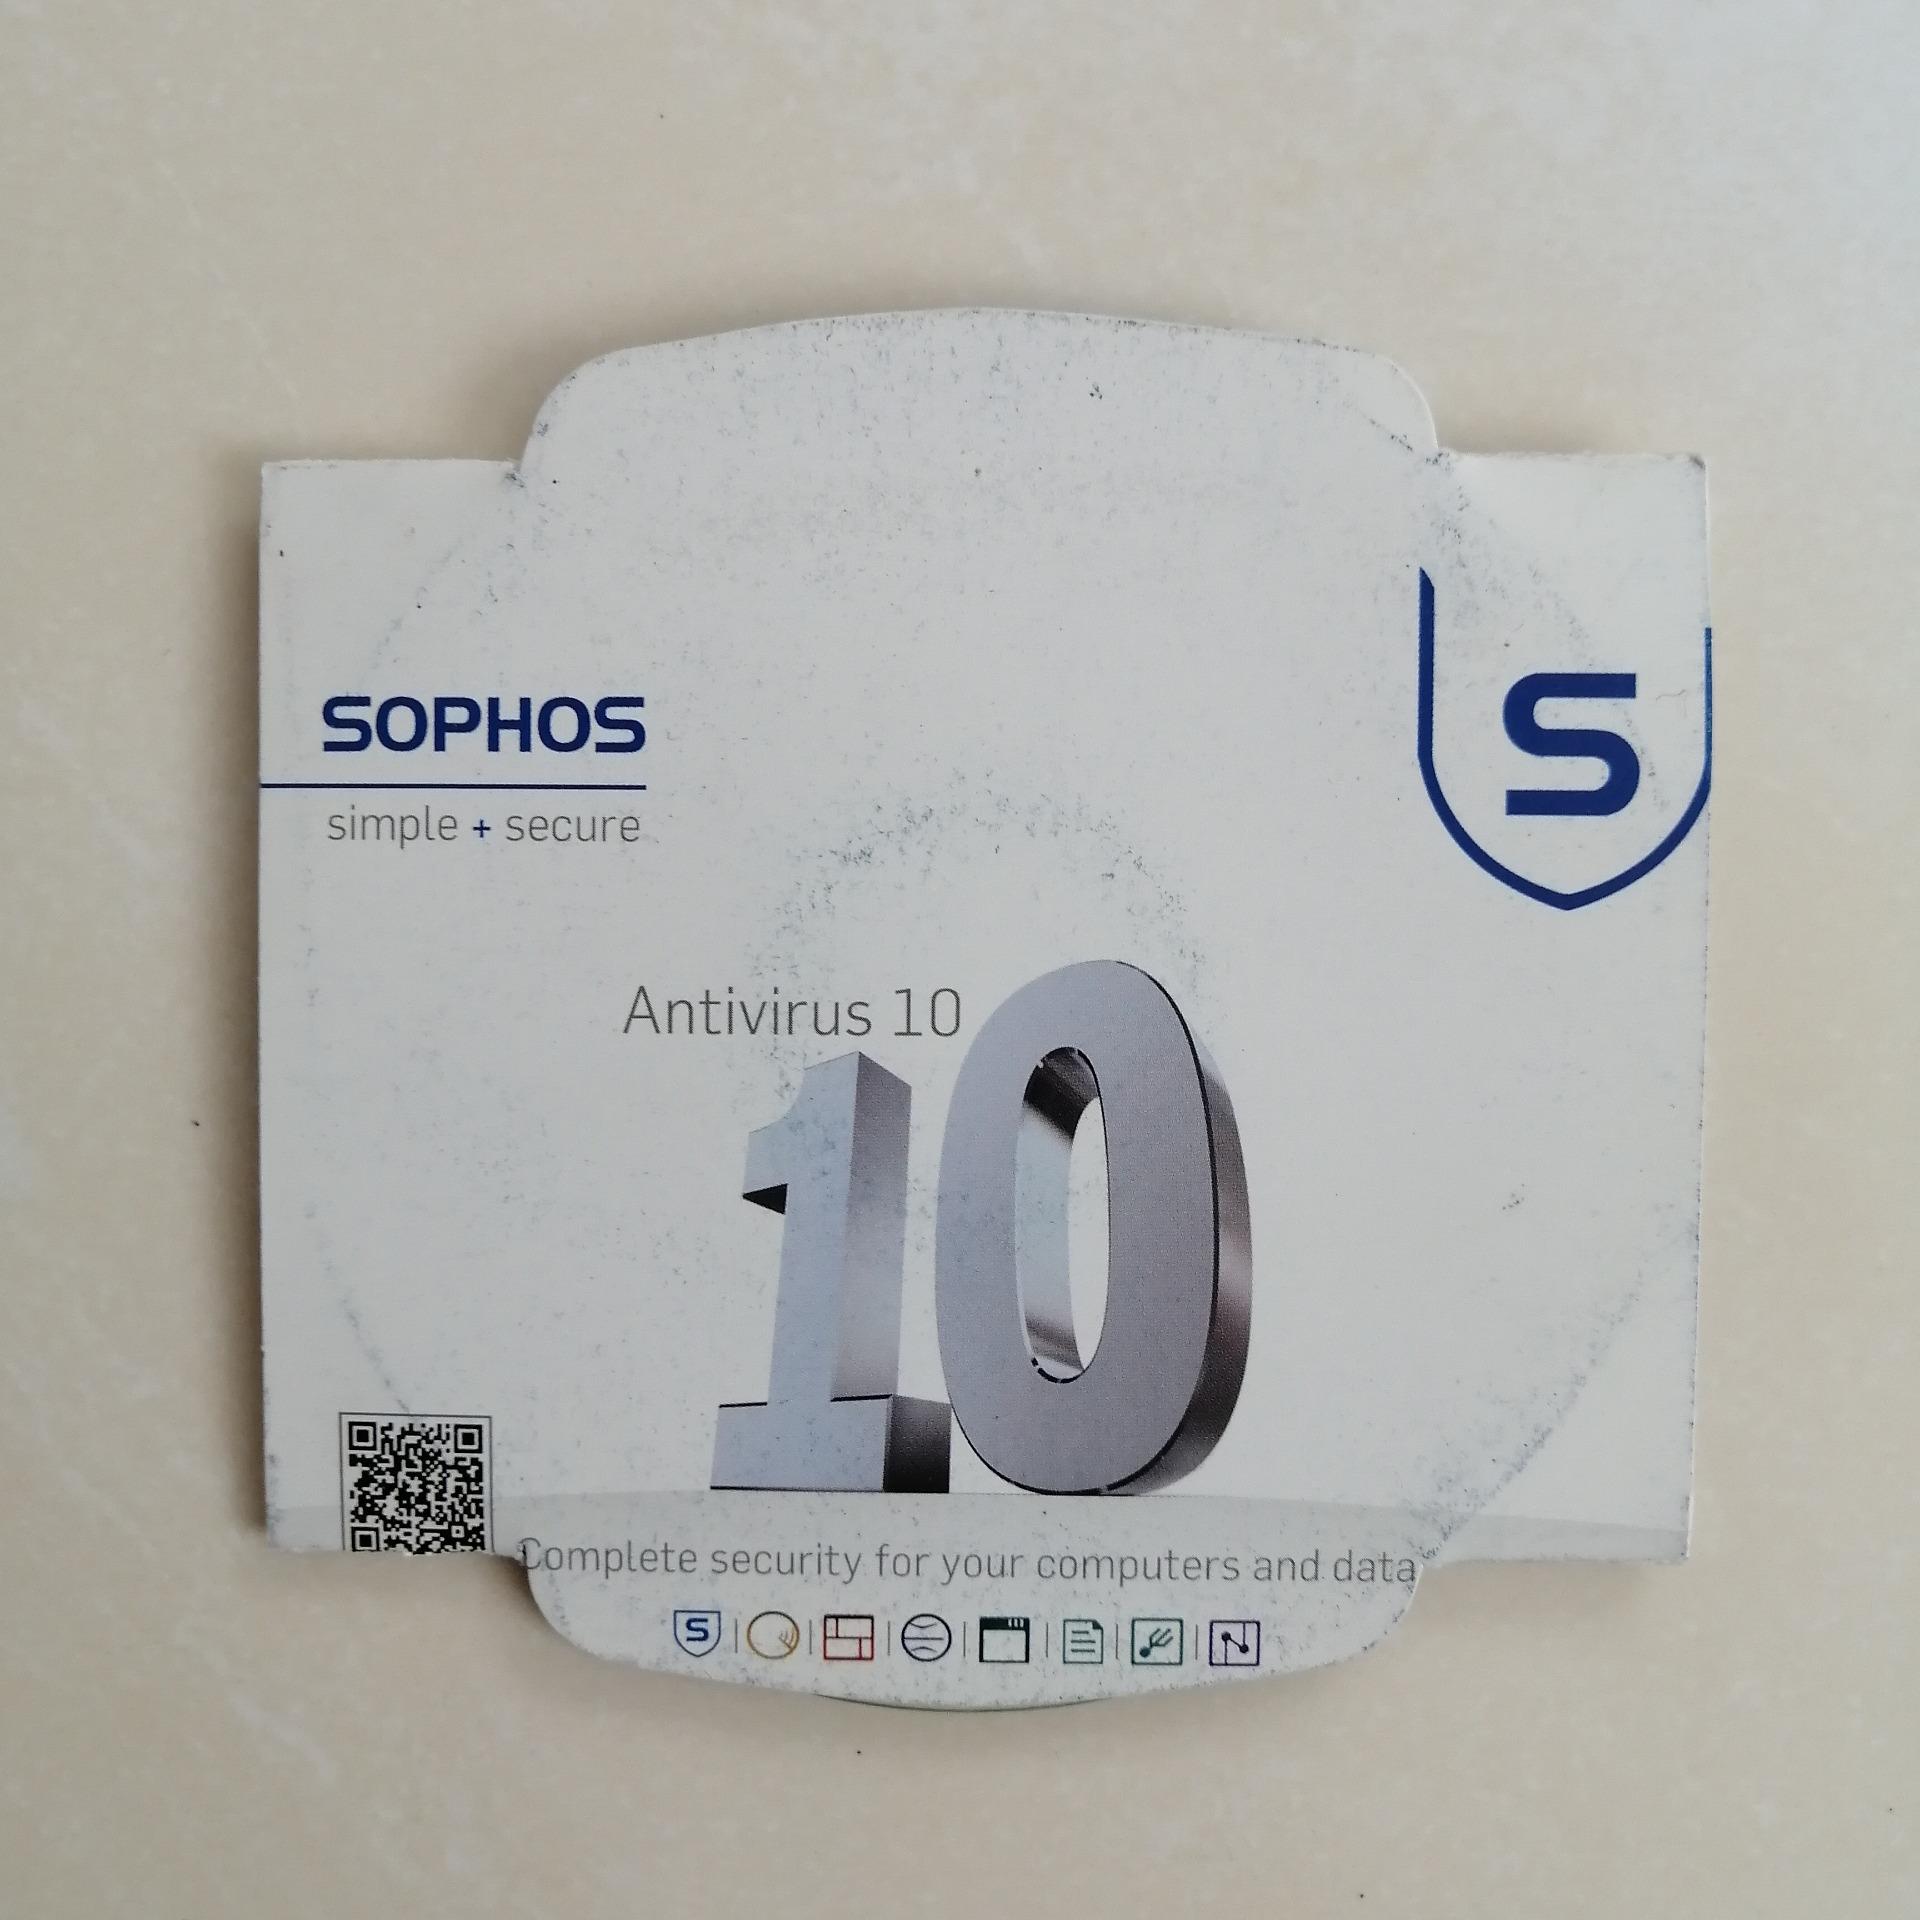 SOPHOS
simple + secure
S
Antivirus 10
10
Complete security for your computers and data
S